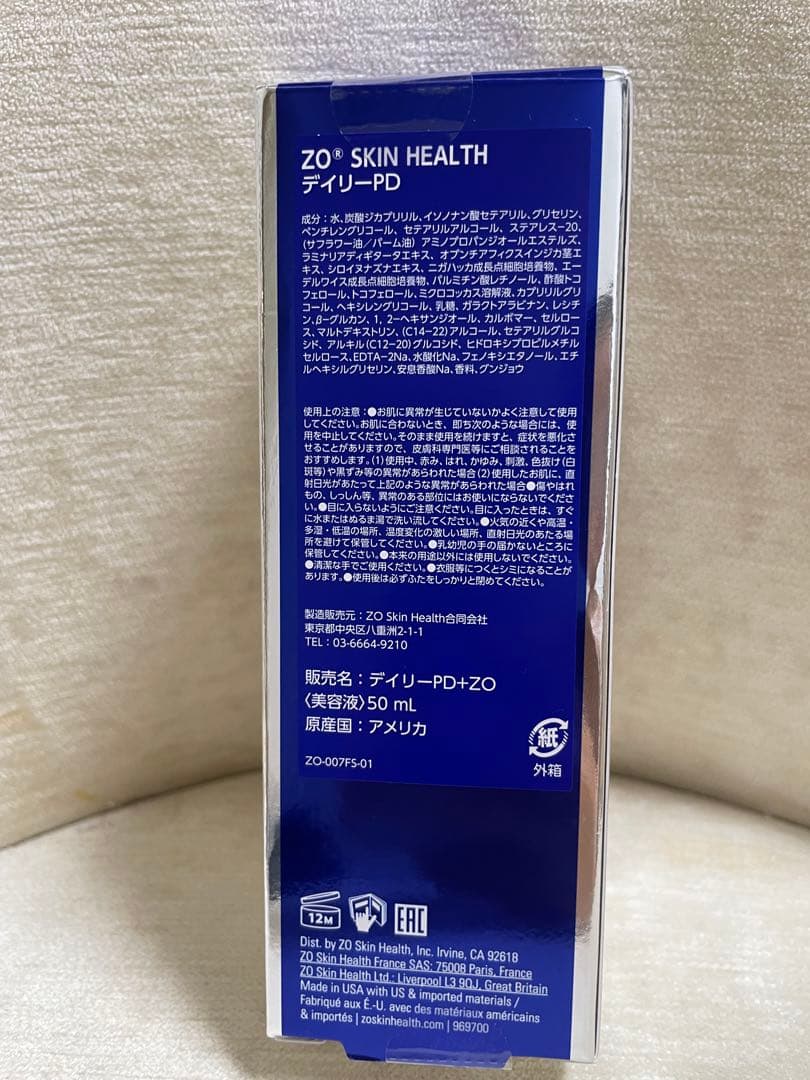 ZO® SKIN HEALTH
デイリーPD
成分：水、炭酸ジカプリリル、イソノナン酸セテアリル、グリセリン、
ペンチレングリコール、セテアリルアルコール、ステアレス-20、
(サフラワー油／パーム油) アミノプロパンジオールエステルズ、
ラミナリアディギタータエキス、オプンチアフィクスインジカ茎エ
キス、シロイヌナズナエキス、ニガハッカ成長点細胞培養物、エー
デルワイス成長点細胞培養物、パルミチン酸レチノール、酢酸トコ
フェロール、トコフェロール、ミクロコッカス溶解液、カプリリルグリ
コール、ヘキシレングリコール、乳糖、ガラクトアラビナン、レシチ
ン、β-グルカン、1，2-ヘキサンジオール、カルボマー、セルロー
ス、マルトデキストリン、(C14-22)アルコール、セテアリルグルコ
シド、アルキル(C12-20)グルコシド、ヒドロキシプロピルメチル
セルロース、EDTA-2Na、水酸化Na、フェノキシエタノール、エチ
ルヘキシルグリセリン、安息香酸Na、香料、グンジョウ
使用上の注意：●お肌に異常が生じていないかよく注意して使用
してください。お肌に合わないとき、即ち次のような場合には、使
用を中止してください。そのまま使用を続けますと、症状を悪化さ
せることがありますので、皮膚科専門医等にご相談されることを
おすすめします。(1)使用中、赤み、はれ、かゆみ、刺激、色抜け(白
斑等)や黒ずみ等の異常があらわれた場合(2)使用したお肌に、直
射日光があたって上記のような異常があらわれた場合●傷やはれ
もの、しっしん等、異常のある部位にはお使いにならないでくださ
い。●目に入らないようにご注意ください。目に入ったときは、すぐ
に水またはぬるま湯で洗い流してください。●火気の近くや高温・
多湿・低温の場所、温度変化の激しい場所、直射日光のあたる場
所を避けて保管してください。●乳幼児の手の届かないところに
保管してください。●本来の用途以外には使用しないでください。
●清潔な手でご使用ください。●衣服等につくとシミになることが
あります。●使用後は必ずふたをしっかりと閉めてください。
製造販売元：ZO Skin Health合同会社
東京都中央区八重洲2-1-1
TEL：03-6664-9210
販売名：デイリーPD+ZO
〈美容液〉50 mL
原産国：アメリカ
ZO-007FS-01
紙
外箱
12M
EAC
Dist. by ZO Skin Health, Inc. Irvine, CA 92618
ZO Skin Health France SAS: 75008 Paris, France
ZO Skin Health Ltd.: Liverpool L3 9QJ, Great Britain
Made in USA with US & imported materials /
Fabriqué aux É.-U. avec des matériaux américains
& importés | zoskinhealth.com | 969700